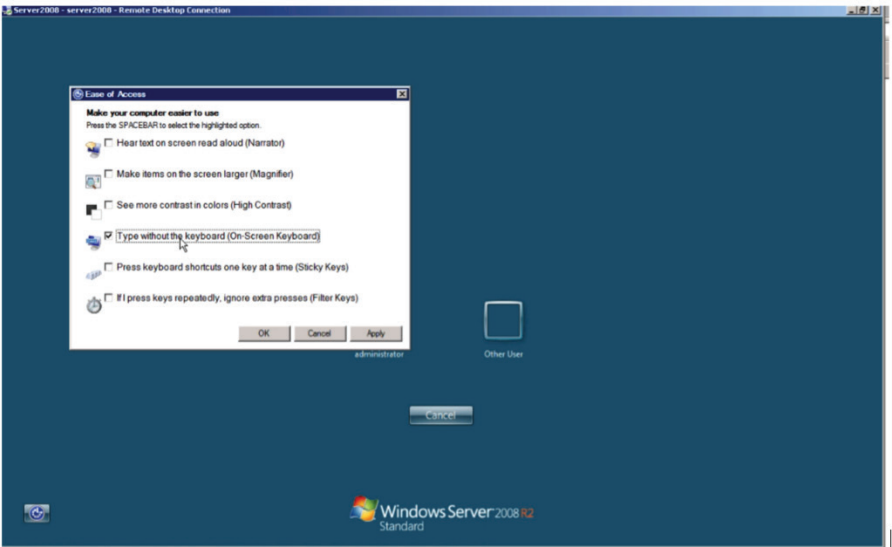 Server2008 - server2008 - Remote Desktop Connection
Ease of Access
Make your computer easier to use
Press the SPACEBAR to select the highlighted option.
Hear text on screen read aloud (Narrator)
Make items on the screen larger (Magnifier)
See more contrast in colors (High Contrast)
Type without the keyboard (On-Screen Keyboard)
Press keyboard shortcuts one key at a time (Sticky Keys)
If I press keys repeatedly, ignore extra presses (Filter Keys)
OK Cancel Apply
administrator Other User
Cancel
Windows Server 2008 R2
Standard